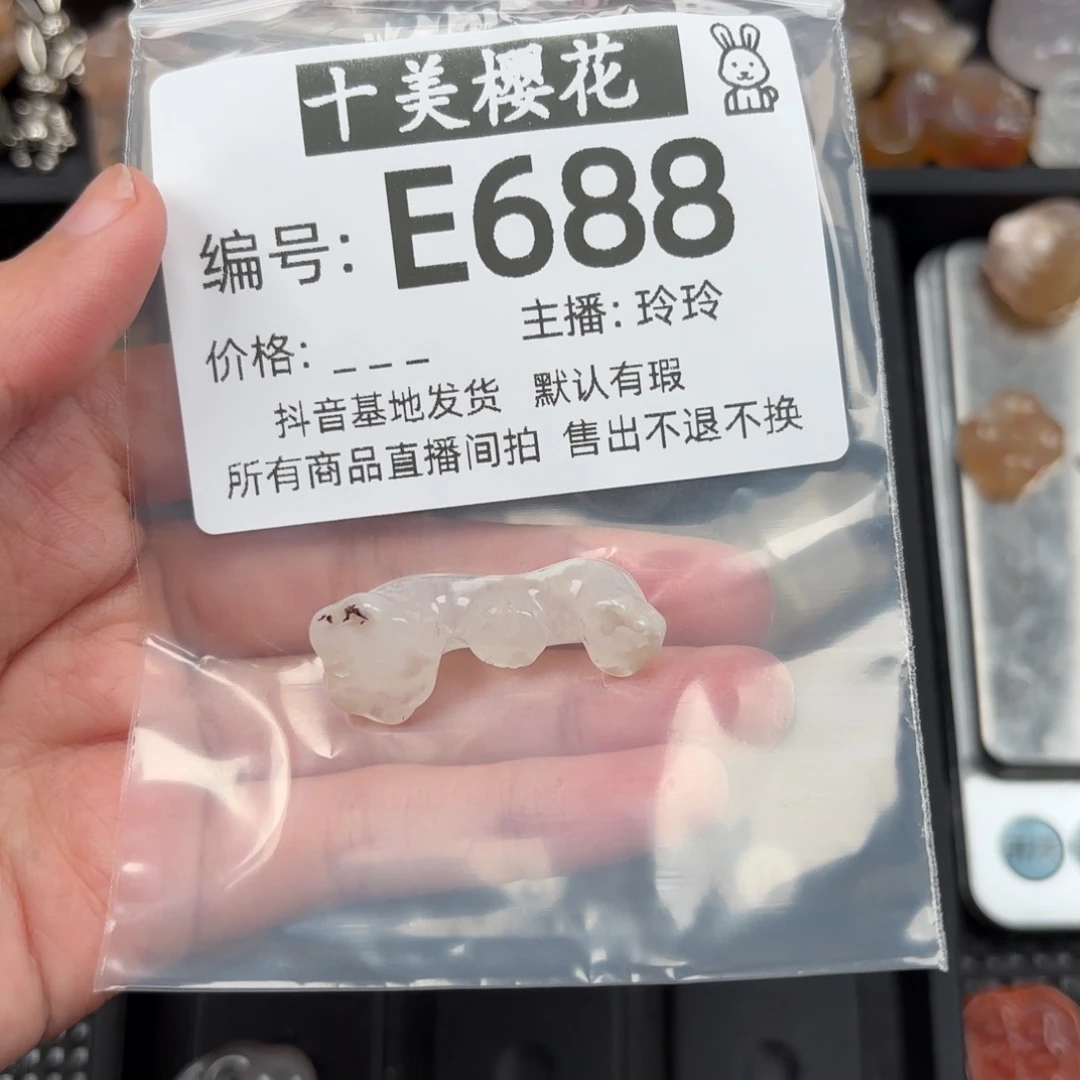 十美樱花
编号: E688
价格: _ _ _ 主播: 玲玲
抖音基地发货 默认有瑕
所有商品直播间拍 售出不退不换